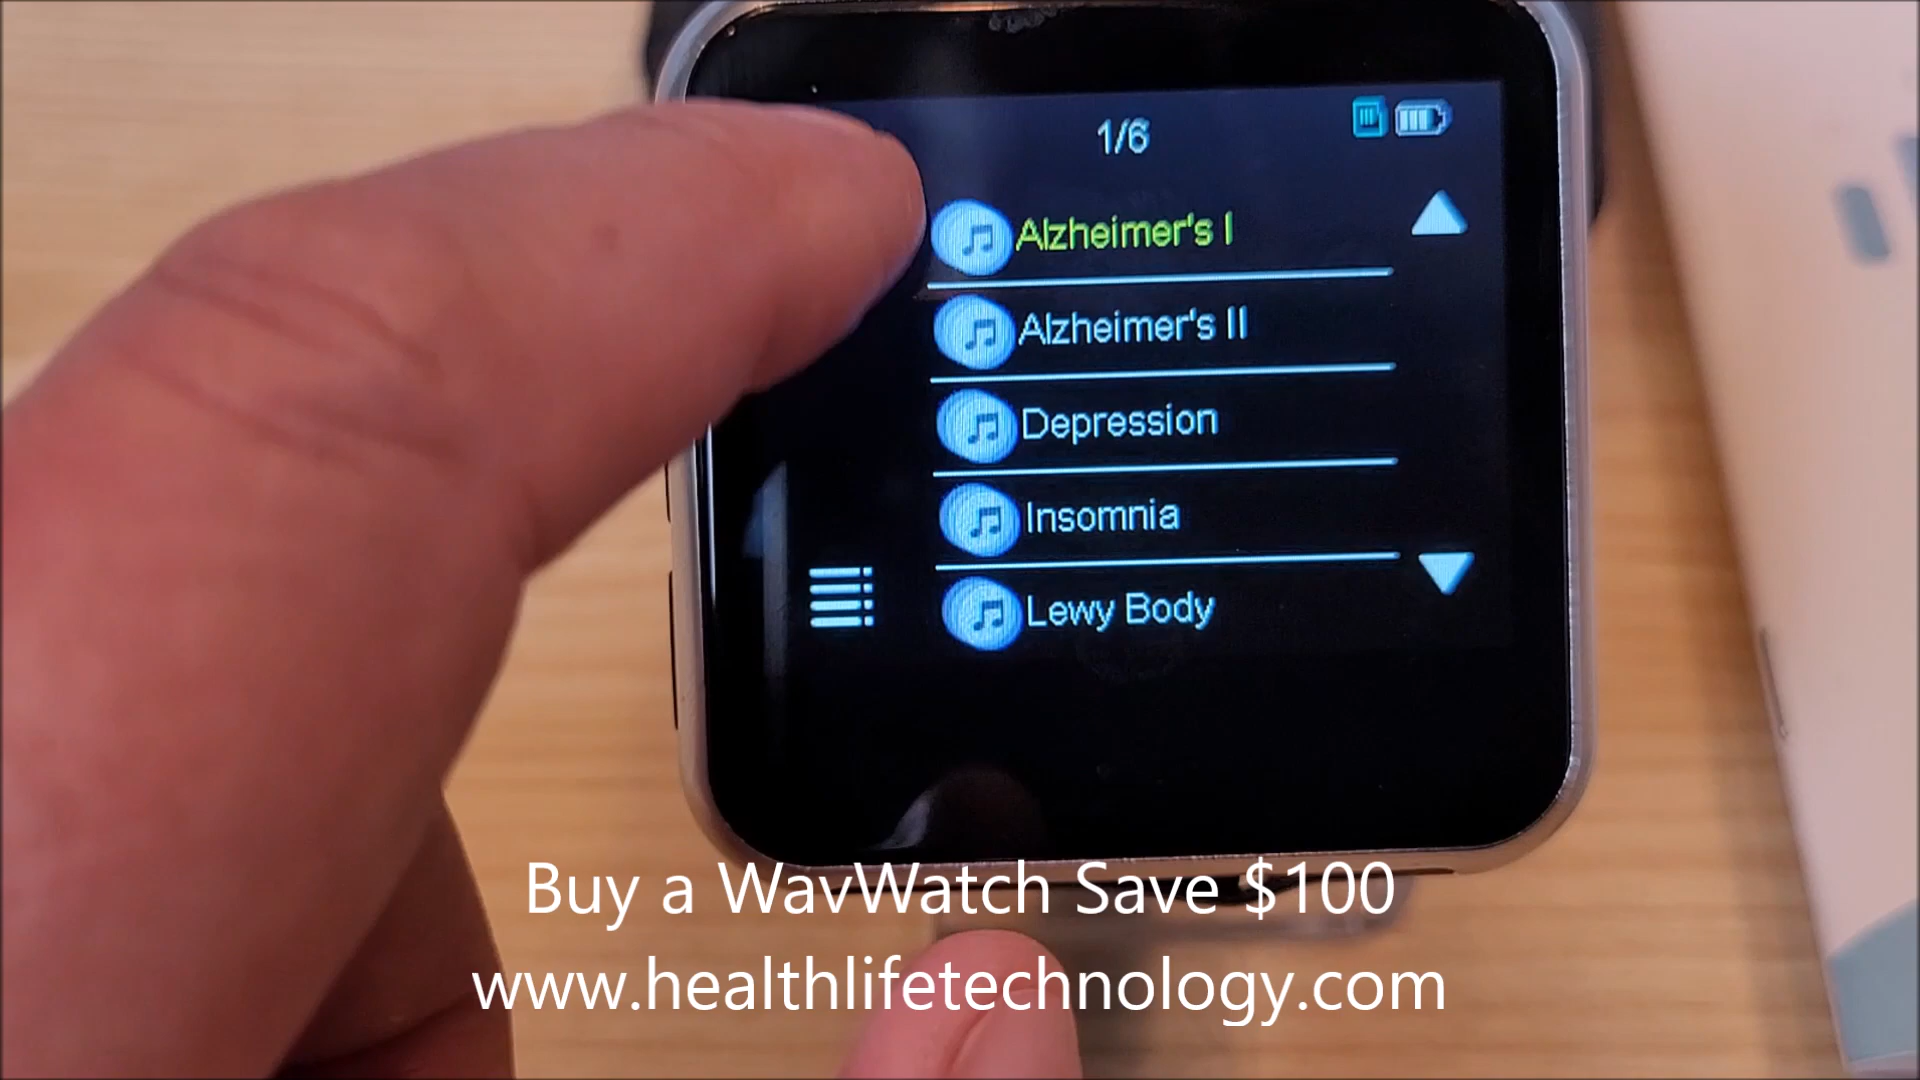 1/6
Alzheimer's I
Alzheimer's II
Depression
Insomnia
Lewy Body
Buy a WavWatch Save $100
www.healthlifetechnology.com